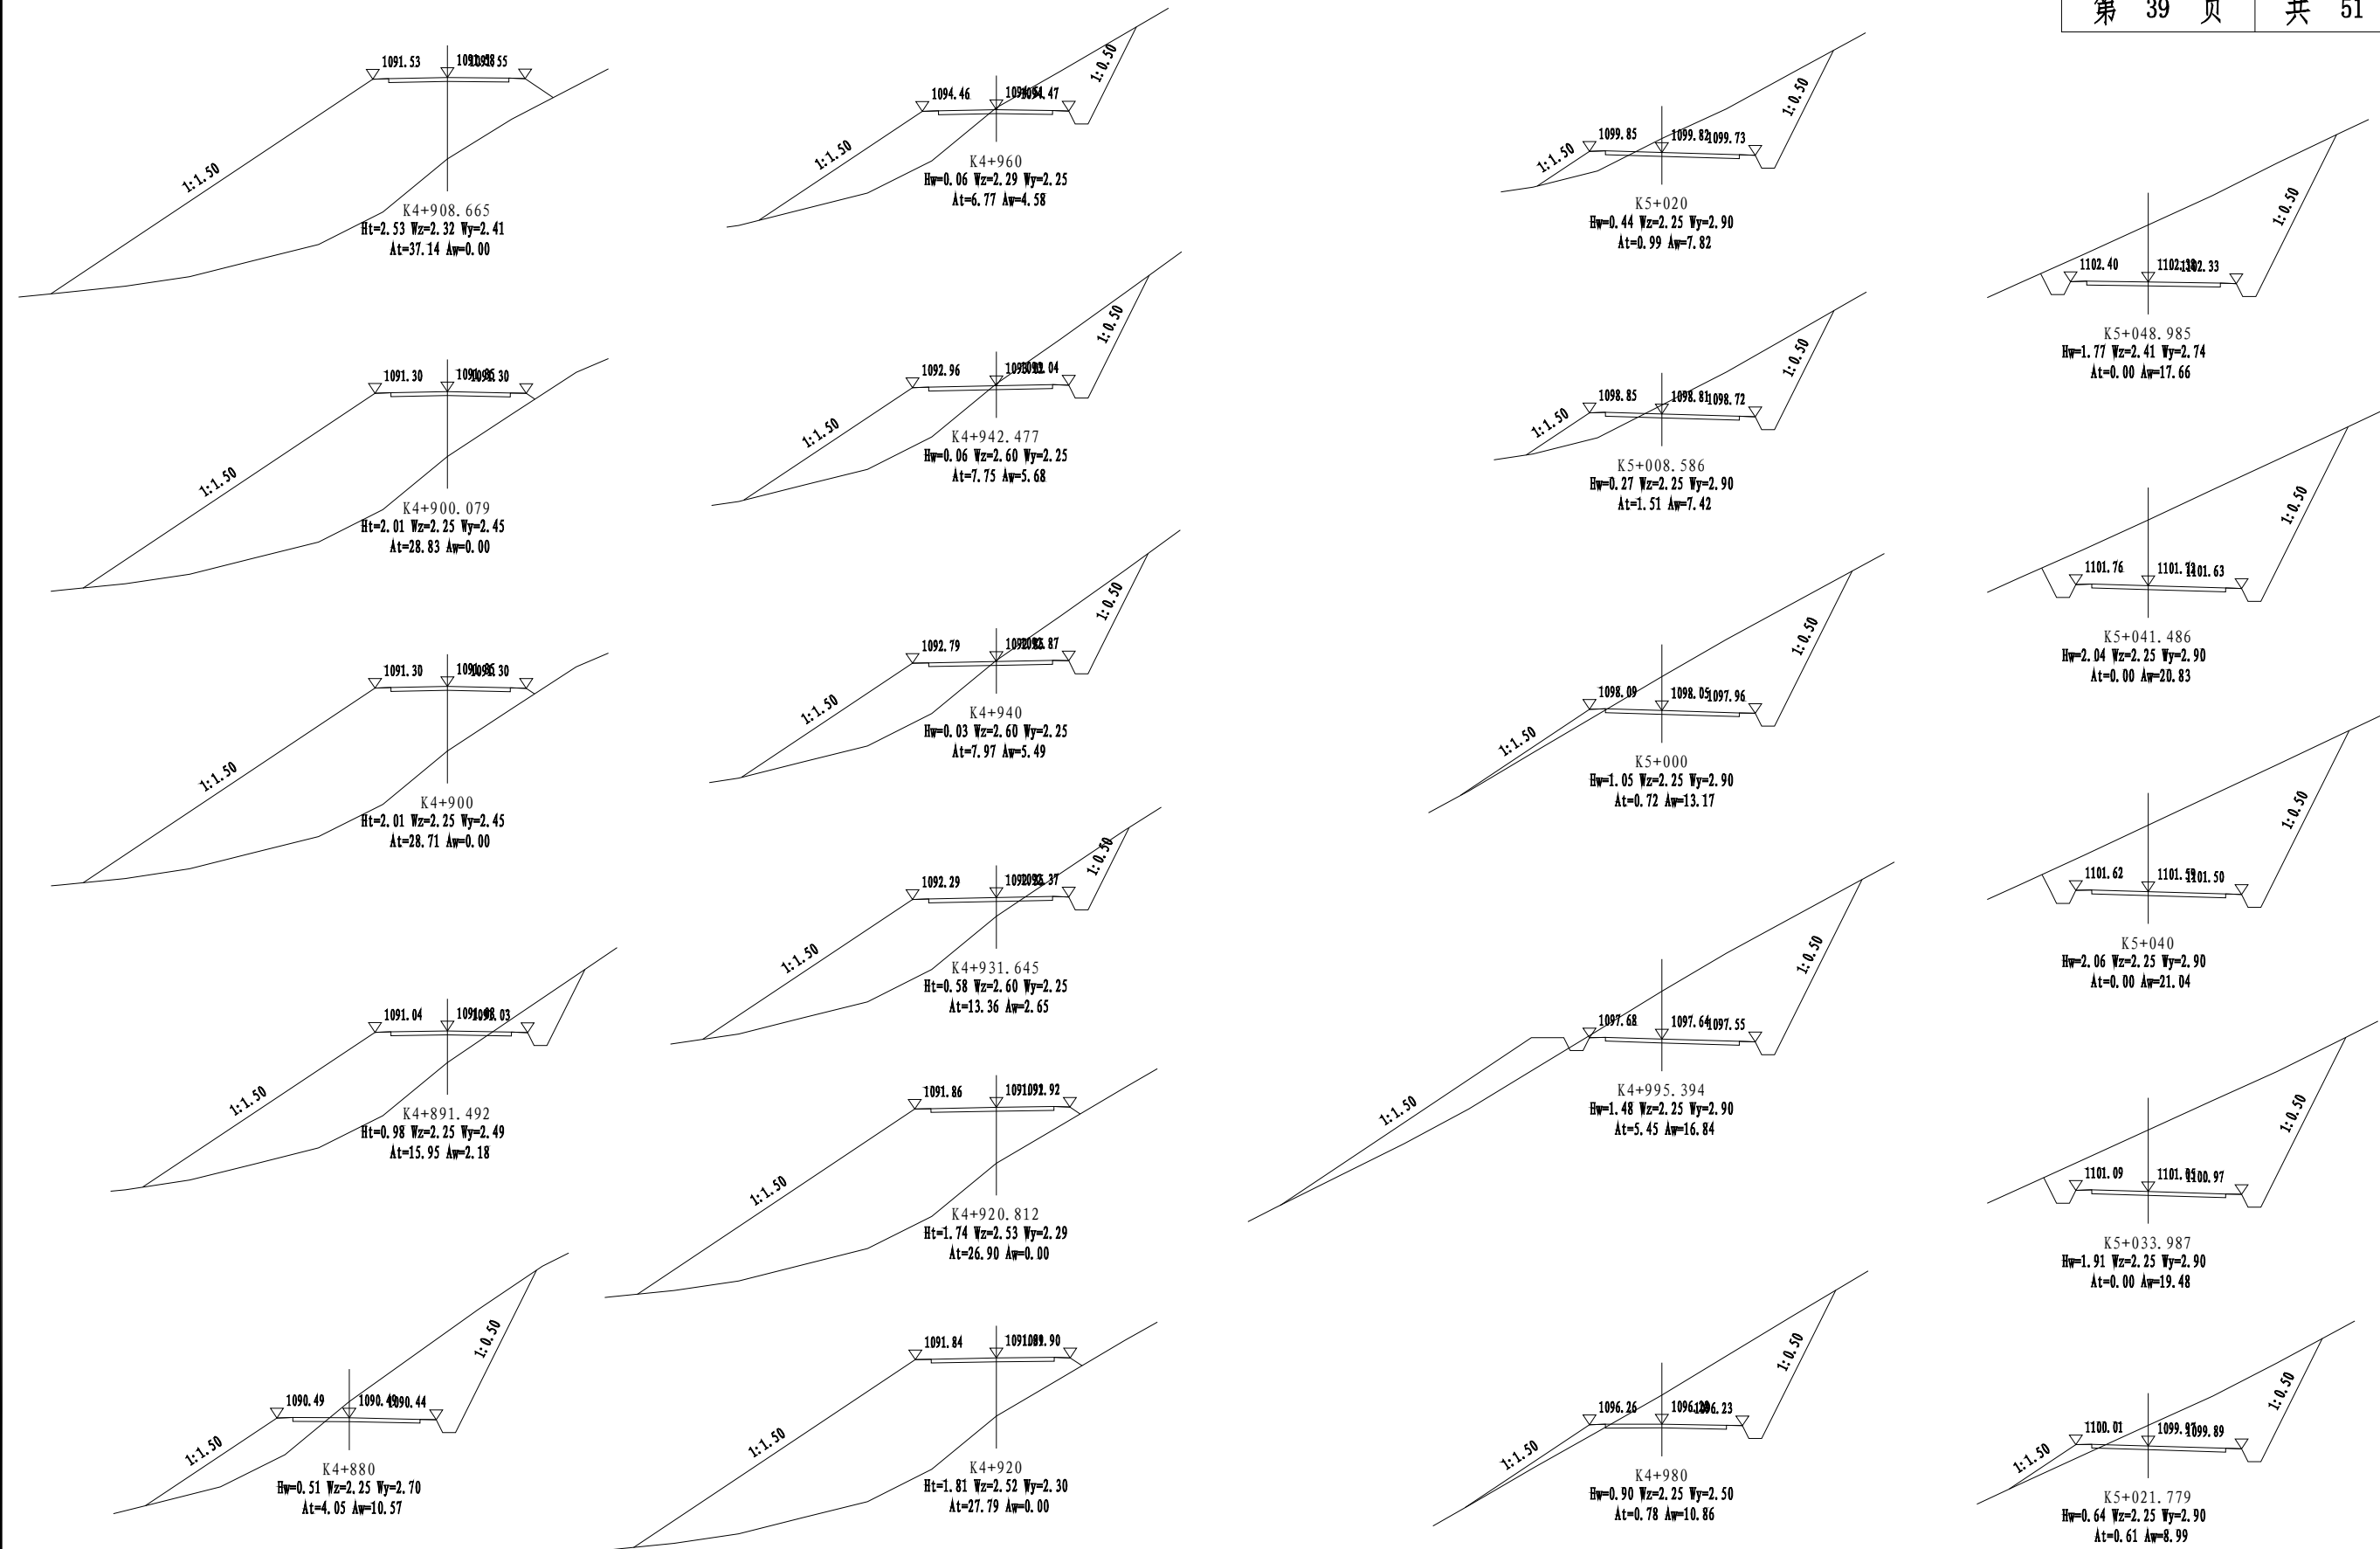 第 39 页 共 51
1091.53
1:1.50
K4+908.665
Ht=2.53 Wz=2.32 Wy=2.41
At=37.14 Aw=0.00
1091.30
1:1.50
K4+900.079
Ht=2.01 Wz=2.25 Wy=2.45
At=28.83 Aw=0.00
1091.30
1:1.50
K4+900
Ht=2.01 Wz=2.25 Wy=2.45
At=28.71 Aw=0.00
1091.04
1:1.50
K4+891.492
Ht=0.98 Wz=2.25 Wy=2.49
At=15.95 Aw=2.18
1:0.50
1090.49 1090.49 1090.44
1:1.50
K4+880
Hw=0.51 Wz=2.25 Wy=2.70
At=4.05 Aw=10.57
1:0.50
1094.46
1:1.50
K4+960
Hw=0.06 Wz=2.29 Wy=2.25
At=6.77 Aw=4.58
1:0.50
1092.96
1:1.50
K4+942.477
Hw=0.06 Wz=2.60 Wy=2.25
At=7.75 Aw=5.68
1:0.50
1092.79
1:1.50
K4+940
Hw=0.03 Wz=2.60 Wy=2.25
At=7.97 Aw=5.49
1:0.50
1092.29
1:1.50
K4+931.645
Ht=0.58 Wz=2.60 Wy=2.25
At=13.36 Aw=2.65
1091.86
1:1.50
K4+920.812
Ht=1.74 Wz=2.53 Wy=2.29
At=26.90 Aw=0.00
1091.84
1:1.50
K4+920
Ht=1.81 Wz=2.52 Wy=2.30
At=27.79 Aw=0.00
1:0.50
1099.85 1099.82 1099.73
1:1.50
K5+020
Hw=0.44 Wz=2.25 Wy=2.90
At=0.99 Aw=7.82
1:0.50
1098.85 1098.81 1098.72
1:1.50
K5+008.586
Hw=0.27 Wz=2.25 Wy=2.90
At=1.51 Aw=7.42
1:0.50
1098.09 1098.05 1097.96
1:1.50
K5+000
Hw=1.05 Wz=2.25 Wy=2.90
At=0.72 Aw=13.17
1:0.50
1097.68 1097.64 1097.55
1:1.50
K4+995.394
Hw=1.48 Wz=2.25 Wy=2.90
At=5.45 Aw=16.84
1:0.50
1096.26
1:1.50
K4+980
Hw=0.90 Wz=2.25 Wy=2.50
At=0.78 Aw=10.86
1:0.50
1102.40
K5+048.985
Hw=1.77 Wz=2.41 Wy=2.74
At=0.00 Aw=17.66
1:0.50
1101.76 1101.63
K5+041.486
Hw=2.04 Wz=2.25 Wy=2.90
At=0.00 Aw=20.83
1:0.50
1101.62 1101.59 1101.50
K5+040
Hw=2.06 Wz=2.25 Wy=2.90
At=0.00 Aw=21.04
1:0.50
1101.09 1101.05 1100.97
K5+033.987
Hw=1.91 Wz=2.25 Wy=2.90
At=0.00 Aw=19.48
1:0.50
1100.01 1099.97 1099.89
1:1.50
K5+021.779
Hw=0.64 Wz=2.25 Wy=2.90
At=0.61 Aw=8.99